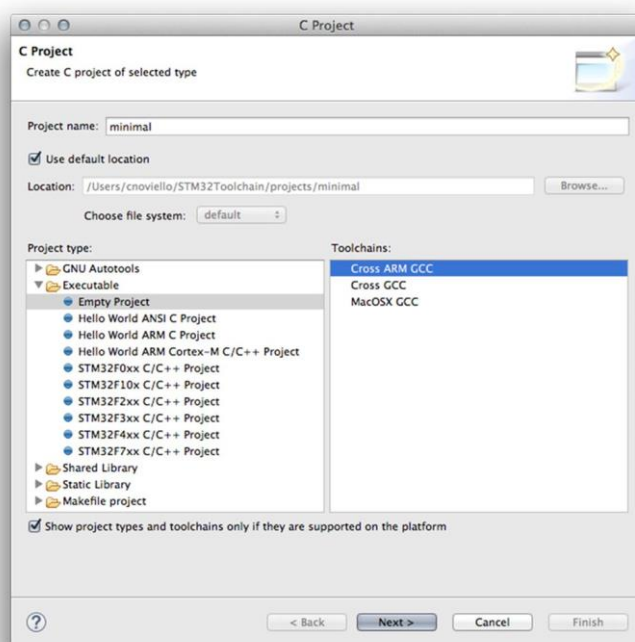 C Project
C Project
Create C project of selected type
Project name: minimal
Use default location
Location: /Users/cnoviello/STM32Toolchain/projects/minimal Browse...
Choose file system: default
Project type:
GNU Autotools
Executable
Empty Project
Hello World ANSI C Project
Hello World ARM C Project
Hello World ARM Cortex-M C/C++ Project
STM32F0xx C/C++ Project
STM32F10x C/C++ Project
STM32F2xx C/C++ Project
STM32F3xx C/C++ Project
STM32F4xx C/C++ Project
STM32F7xx C/C++ Project
Shared Library
Static Library
Makefile project
Toolchains:
Cross ARM GCC
Cross GCC
MacOSX GCC
Show project types and toolchains only if they are supported on the platform
? < Back Next > Cancel Finish